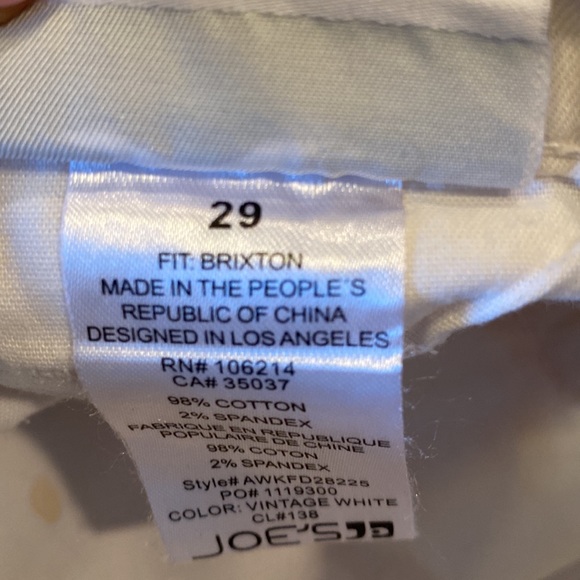 29
FIT: BRIXTON
MADE IN THE PEOPLE'S
REPUBLIC OF CHINA
DESIGNED IN LOS ANGELES
RN# 106214
CA# 35037
98% COTTON
2% SPANDEX
FABRIQUE EN REPUBLIQUE
POPULAIRE DE CHINE
98% COTTON
2% SPANDEX
Style# AWKFD28225
PO# 1119300
COLOR: VINTAGE WHITE
CL#138
JOE'S